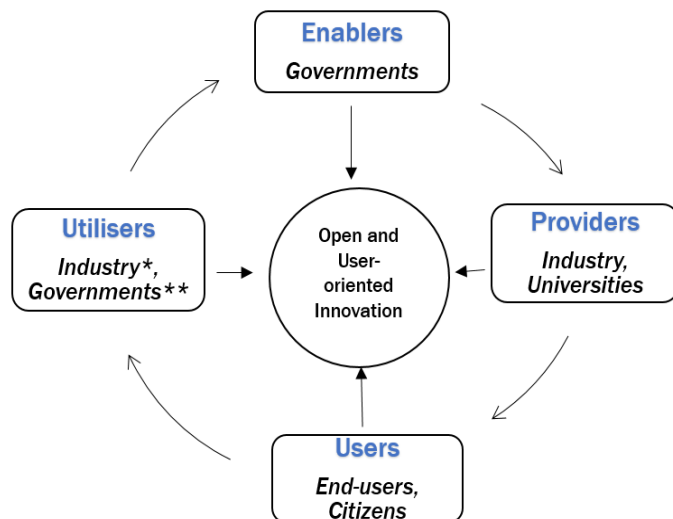 Enablers
Governments
Utilisers
Industry*,
Governments**
Open and
User-
oriented
Innovation
Providers
Industry,
Universities
Users
End-users,
Citizens